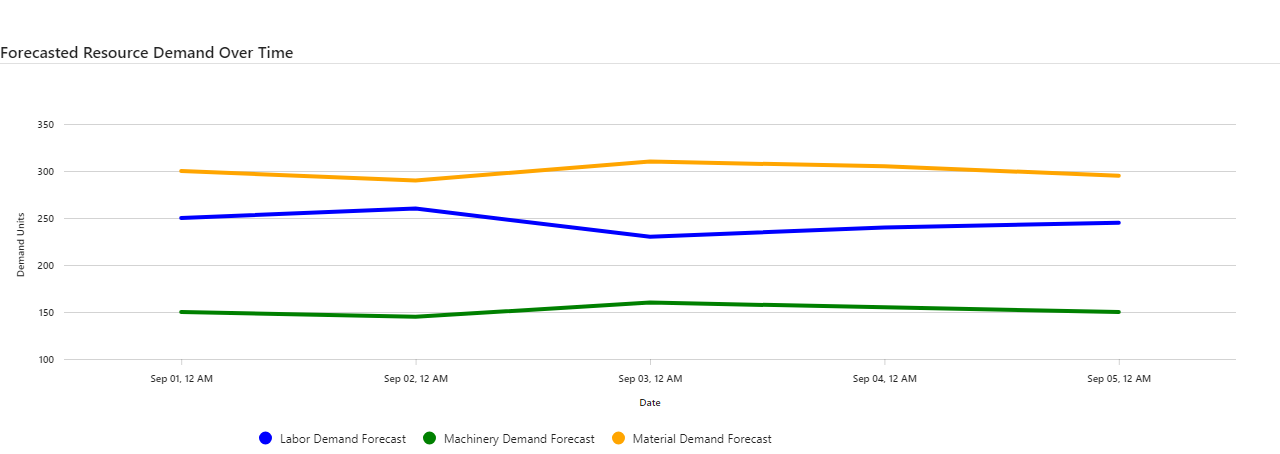 Forecasted Resource Demand Over Time
350
300
250
200
150
100
Demand Units
Sep 01, 12 AM Sep 02, 12 AM Sep 03, 12 AM Sep 04, 12 AM Sep 05, 12 AM
Date
Labor Demand Forecast Machinery Demand Forecast Material Demand Forecast